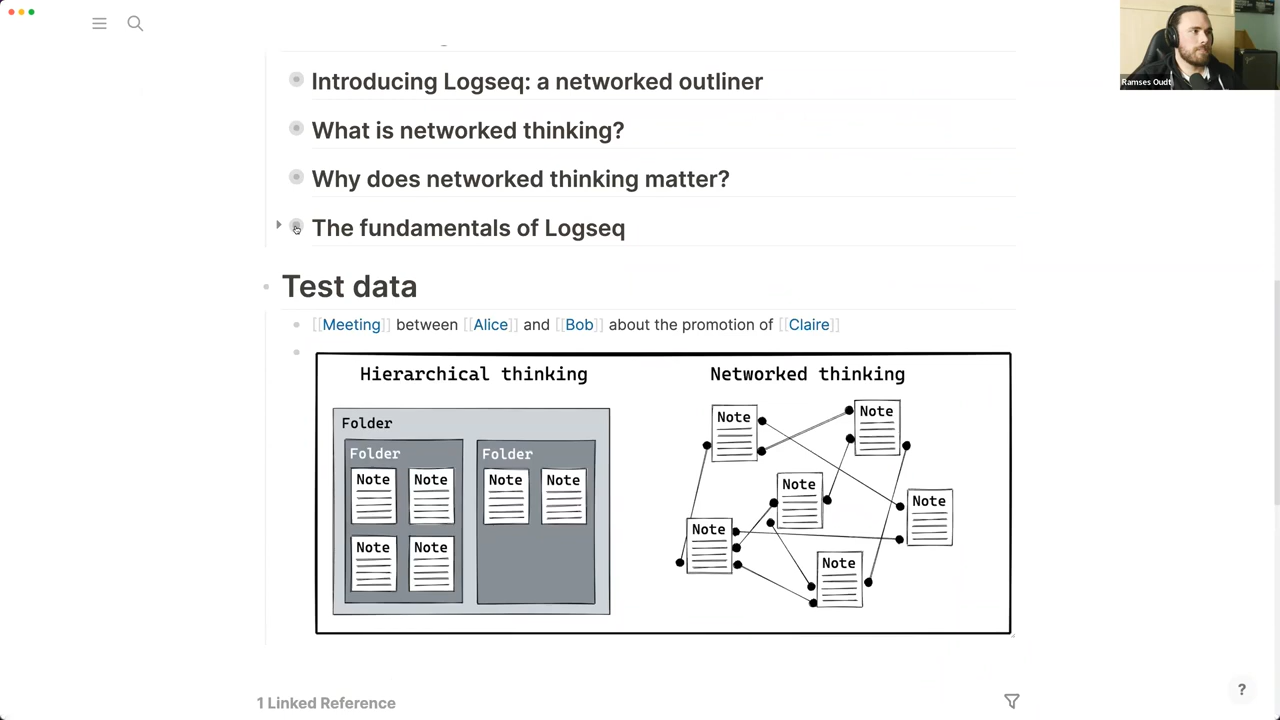 Ramses Oudt
Introducing Logseq: a networked outliner
What is networked thinking?
Why does networked thinking matter?
The fundamentals of Logseq
Test data
[[Meeting]] between [[Alice]] and [[Bob]] about the promotion of [[Claire]]
Hierarchical thinking
Folder
Folder
Note
Note
Note
Note
Folder
Note
Note
Networked thinking
Note
Note
Note
Note
Note
Note
1 Linked Reference
?